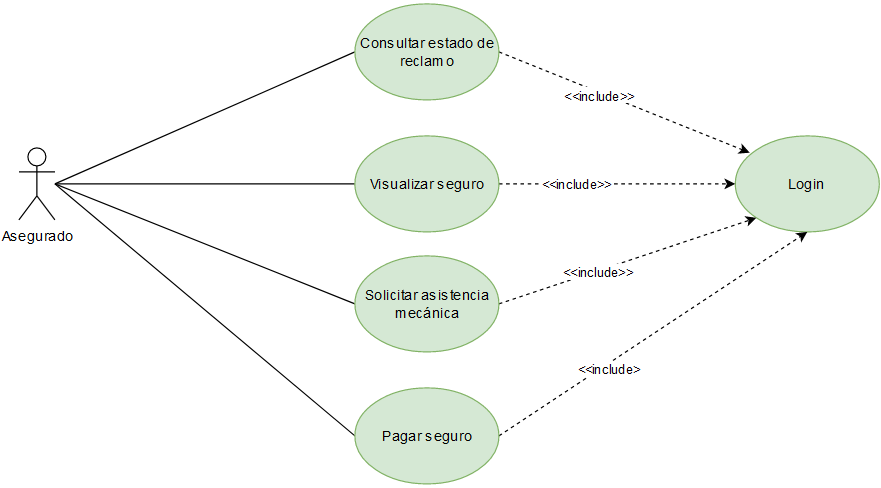 Consultar estado de
reclamo
<<include>>
Asegurado
Visualizar seguro
<<include>>
Login
Solicitar asistencia
mecánica
<<include>>
Pagar seguro
<<include>